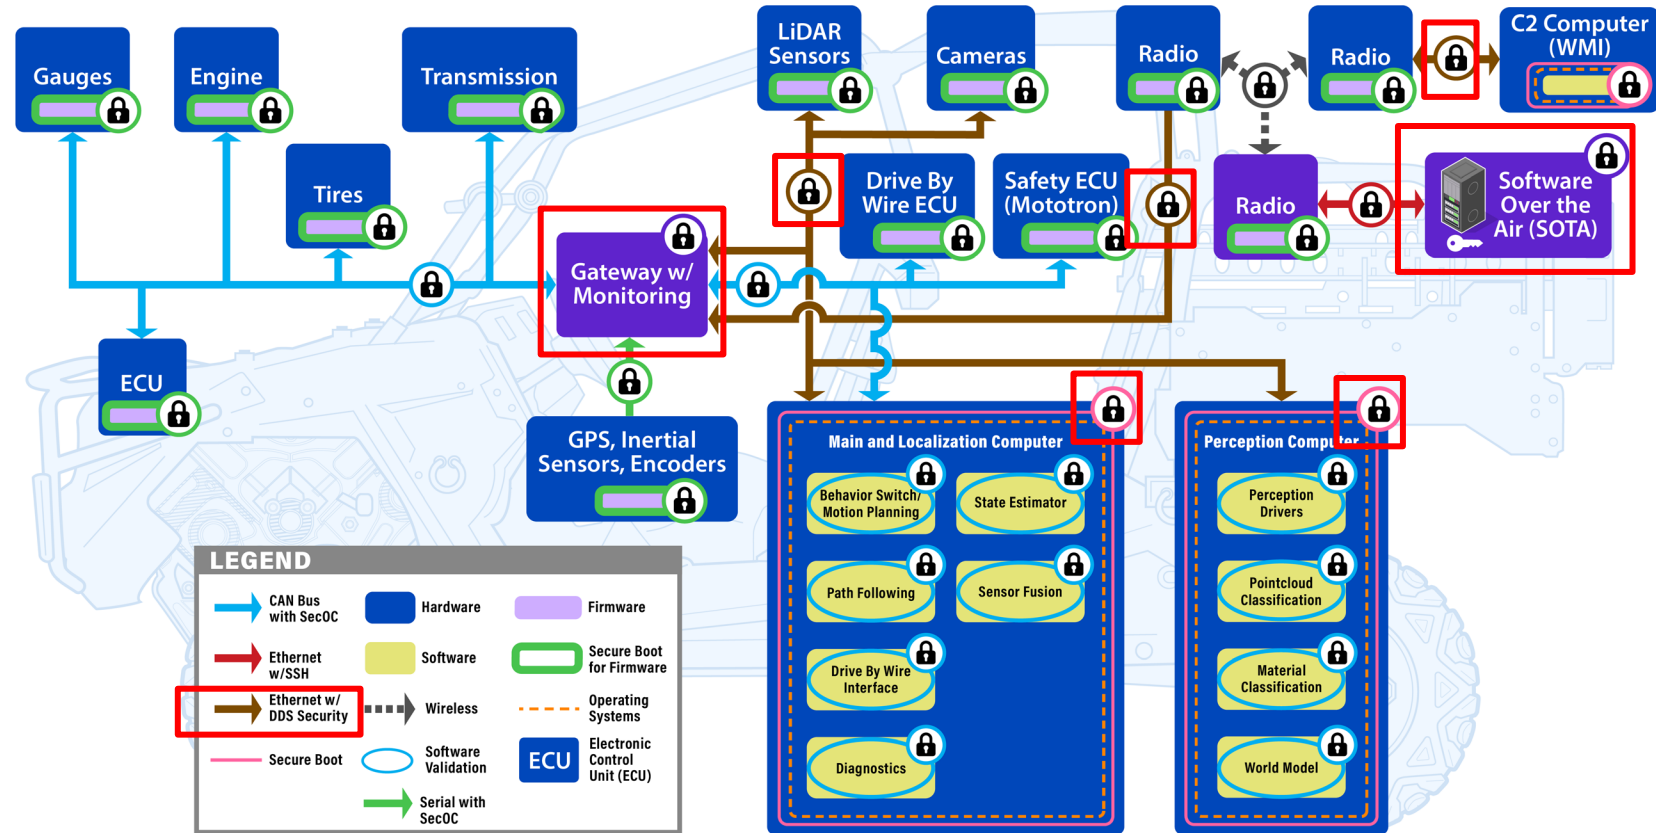 Gauges
Engine
Transmission
LiDAR
Sensors
Cameras
Radio
Radio
C2 Computer
(WMI)
Tires
Drive By
Wire ECU
Safety ECU
(Mototron)
Radio
Software
Over the
Air (SOTA)
Gateway w/
Monitoring
ECU
GPS, Inertial
Sensors, Encoders
Main and Localization Computer
Behavior Switch/
Motion Planning
State Estimator
Path Following
Sensor Fusion
Drive By Wire
Interface
Diagnostics
Perception Computer
Perception
Drivers
Pointcloud
Classification
Material
Classification
World Model
LEGEND
CAN Bus
with SecOC
Hardware
Firmware
Ethernet
w/SSH
Software
Secure Boot
for Firmware
Ethernet w/
DDS Security
Wireless
Operating
Systems
Secure Boot
Software
Validation
ECU
Electronic
Control
Unit (ECU)
Serial with
SecOC